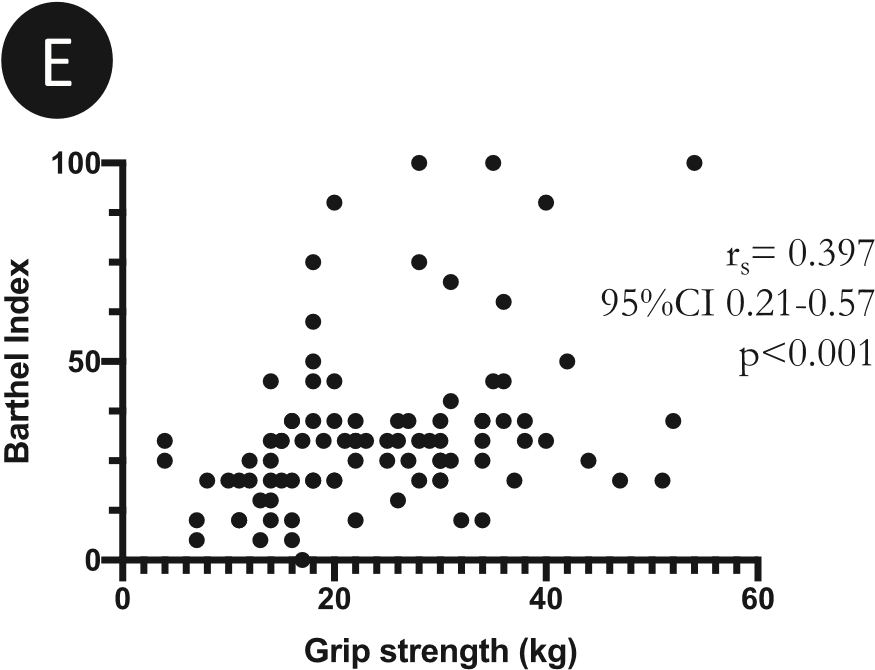 E
100
50
0
0 20 40 60
Barthel Index
Grip strength (kg)
rs= 0.397
95%CI 0.21-0.57
p<0.001